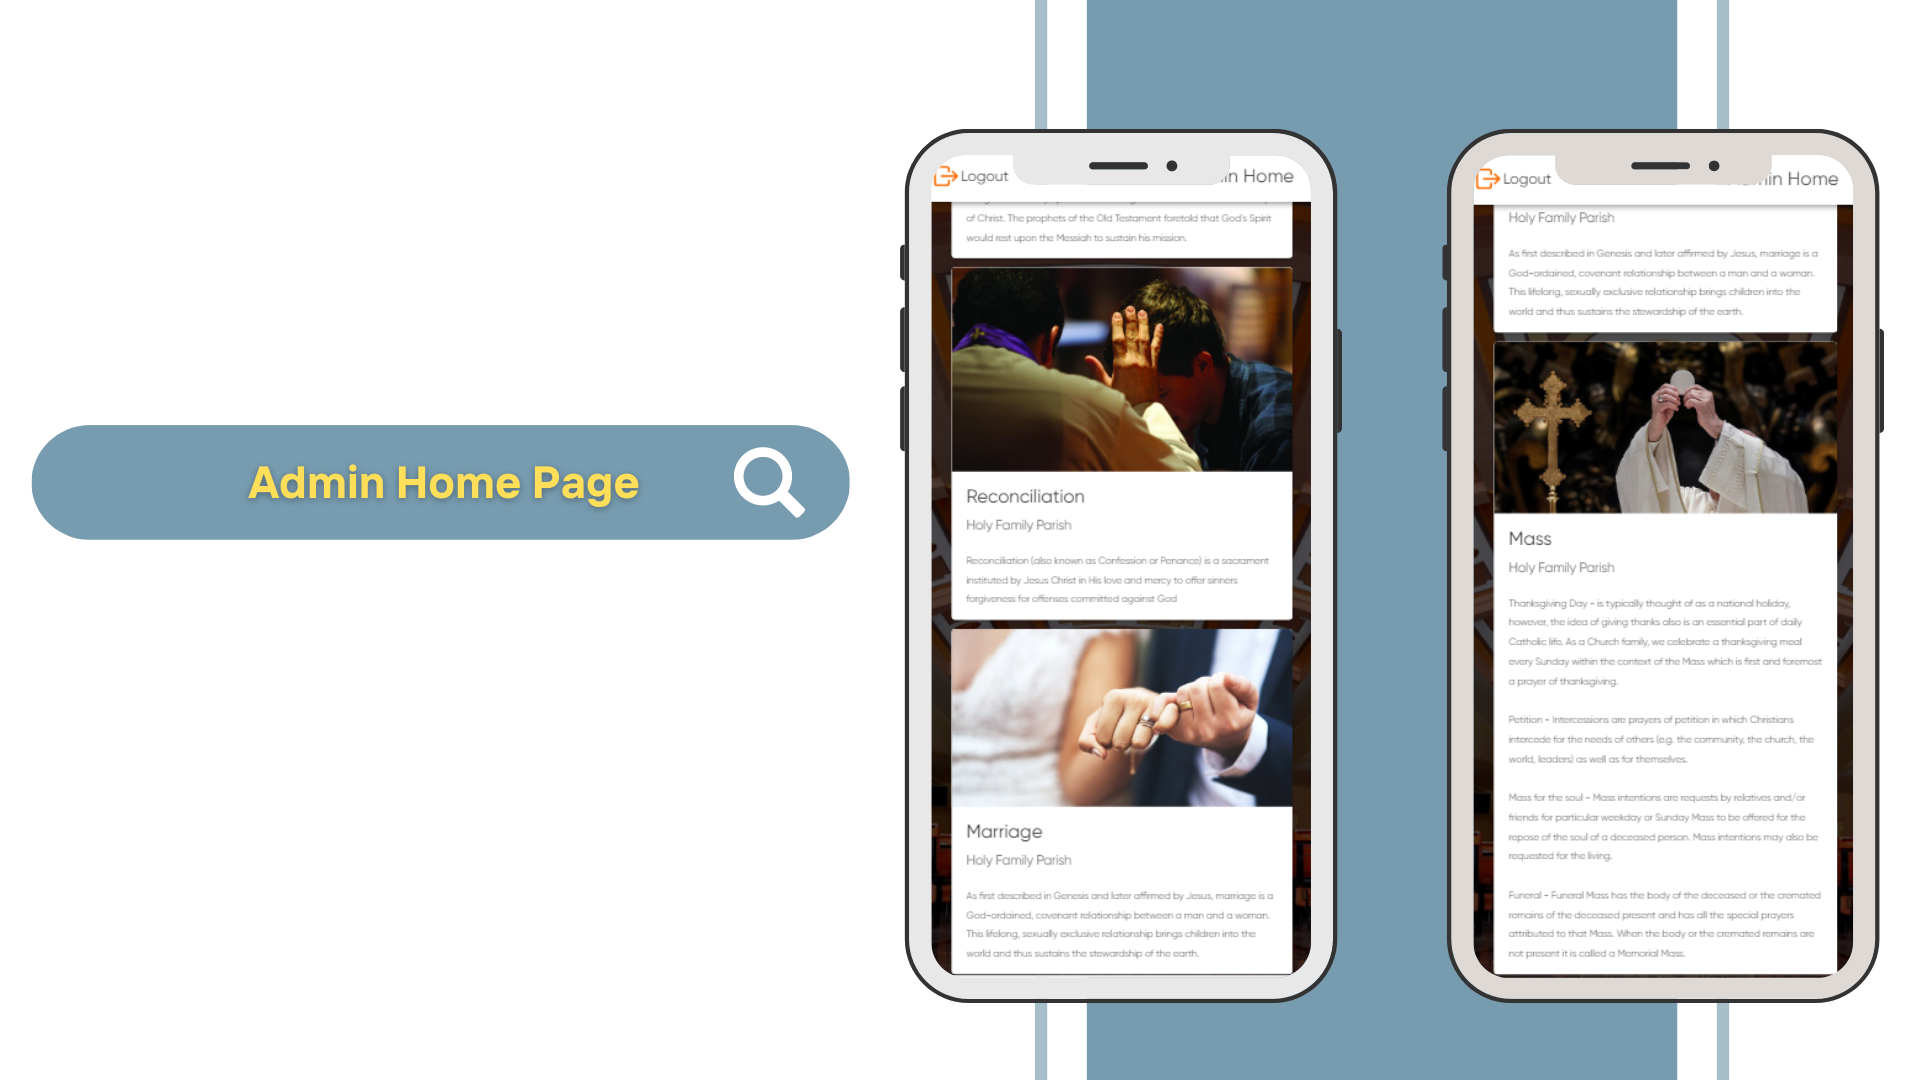 Admin Home Page
Logout
in Home
of Christ. The prophets of the Old Testament foretold that God's Spirit
would rest upon the Messiah to sustain his mission.
Reconciliation
Holy Family Parish
Reconciliation (also known as Confession or Penance) is a sacrament
instituted by Jesus Christ in His love and mercy to offer sinners
forgiveness for offenses committed against God
Marriage
Holy Family Parish
As first described in Genesis and later affirmed by Jesus, marriage is a
God-ordained, covenant relationship between a man and a woman.
This lifelong, sexually exclusive relationship brings children into the
world and thus sustains the stewardship of the earth.
Logout
Admin Home
Holy Family Parish
As first described in Genesis and later affirmed by Jesus, marriage is a
God-ordained, covenant relationship between a man and a woman.
This lifelong, sexually exclusive relationship brings children into the
world and thus sustains the stewardship of the earth.
Mass
Holy Family Parish
Thanksgiving Day - is typically thought of as a national holiday,
however, the idea of giving thanks also is an essential part of daily
Catholic life. As a Church family, we celebrate a thanksgiving meal
every Sunday within the context of the Mass which is first and foremost
a prayer of thanksgiving.
Petition - Intercessions are prayers of petition in which Christians
intercede for the needs of others (e.g. the community, the church, the
world, leaders) as well as for themselves.
Mass for the soul - Mass intentions are requests by relatives and/or
friends for particular weekday or Sunday Mass to be offered for the
repose of the soul of a deceased person. Mass intentions may also be
requested for the living.
Funeral - Funeral Mass has the body of the deceased or the cremated
remains of the deceased present and has all the special prayers
attributed to that Mass. When the body or the cremated remains are
not present it is called a Memorial Mass.